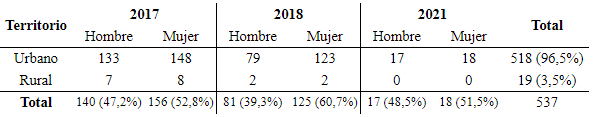 Territorio 2017 2018 2021 Total
Hombre Mujer Hombre Mujer Hombre Mujer
Urbano 133 148 79 123 17 18 518 (96,5%)
Rural 7 8 2 2 0 0 19 (3,5%)
Total 140 (47,2%) 156 (52,8%) 81 (39,3%) 125 (60,7%) 17 (48,5%) 18 (51,5%) 537